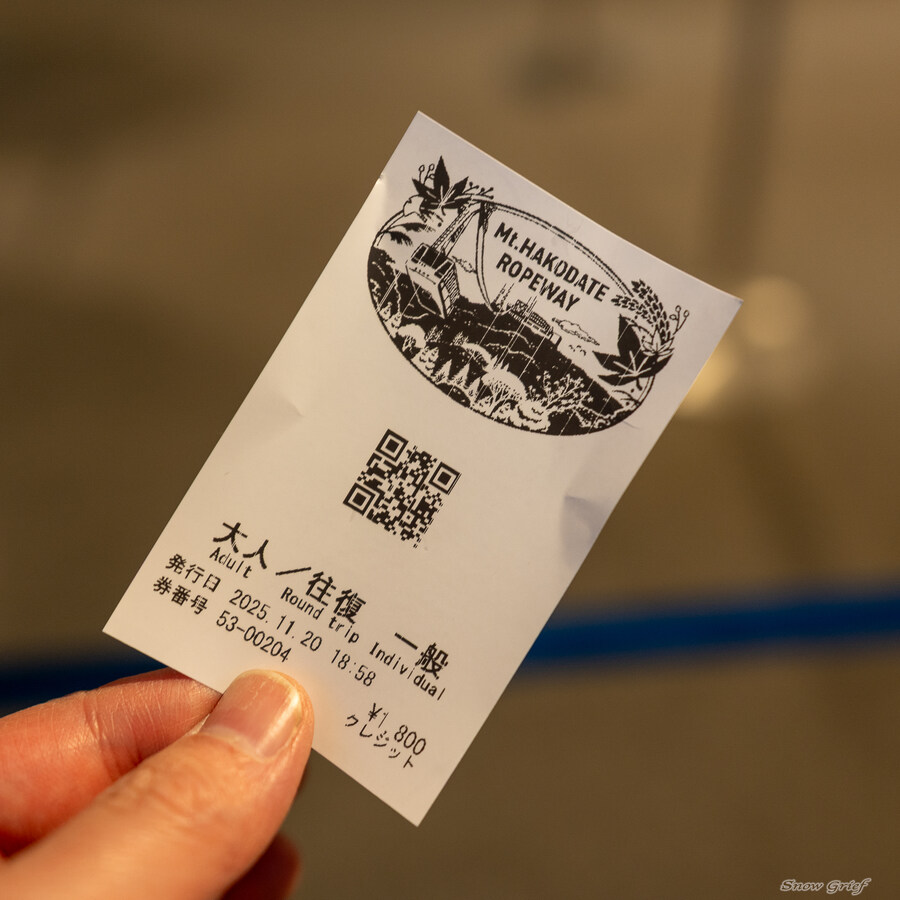 Mt.HAKODATE
ROPEWAY
大人／往復　一般
Adult Round trip Individual
発行日 2025.11.20 18:58
券番号 53-00204
¥1,800
クレジット
Snow Grief